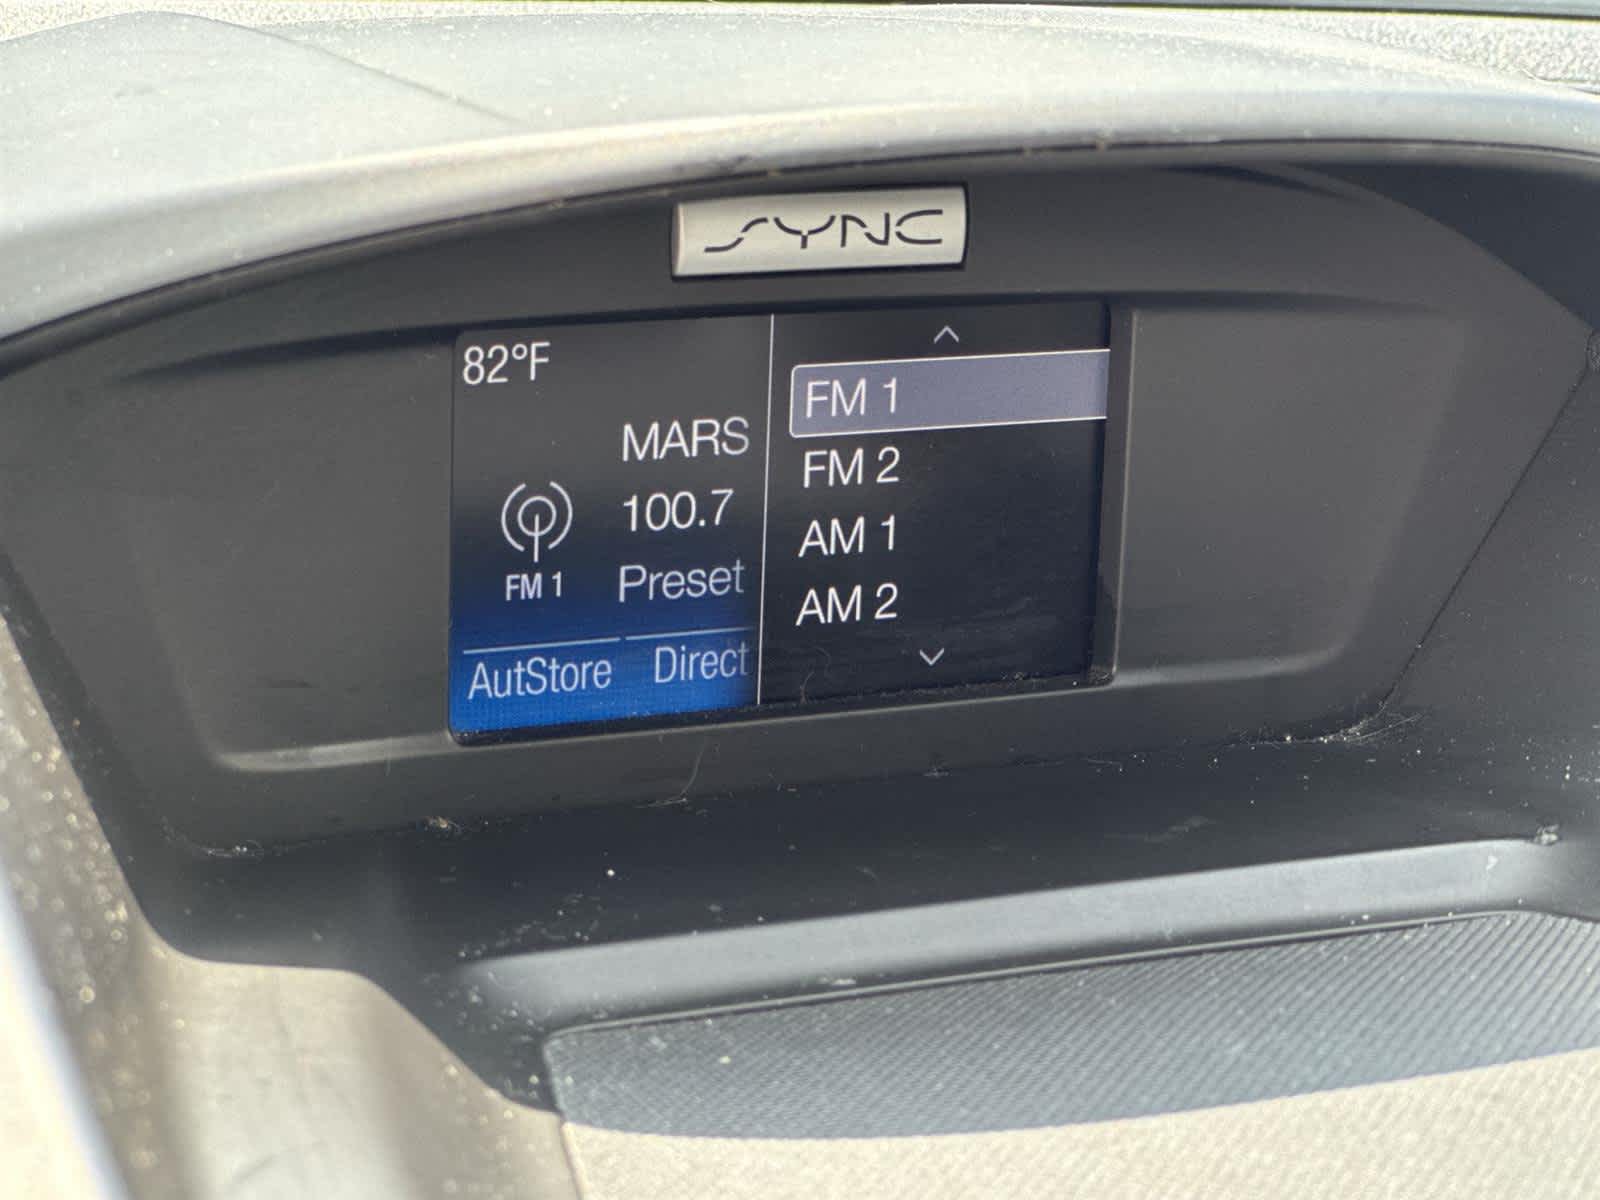 SYNC
82°F
MARS
100.7
FM 1
Preset
AutStore Direct
FM 1
FM 2
AM 1
AM 2